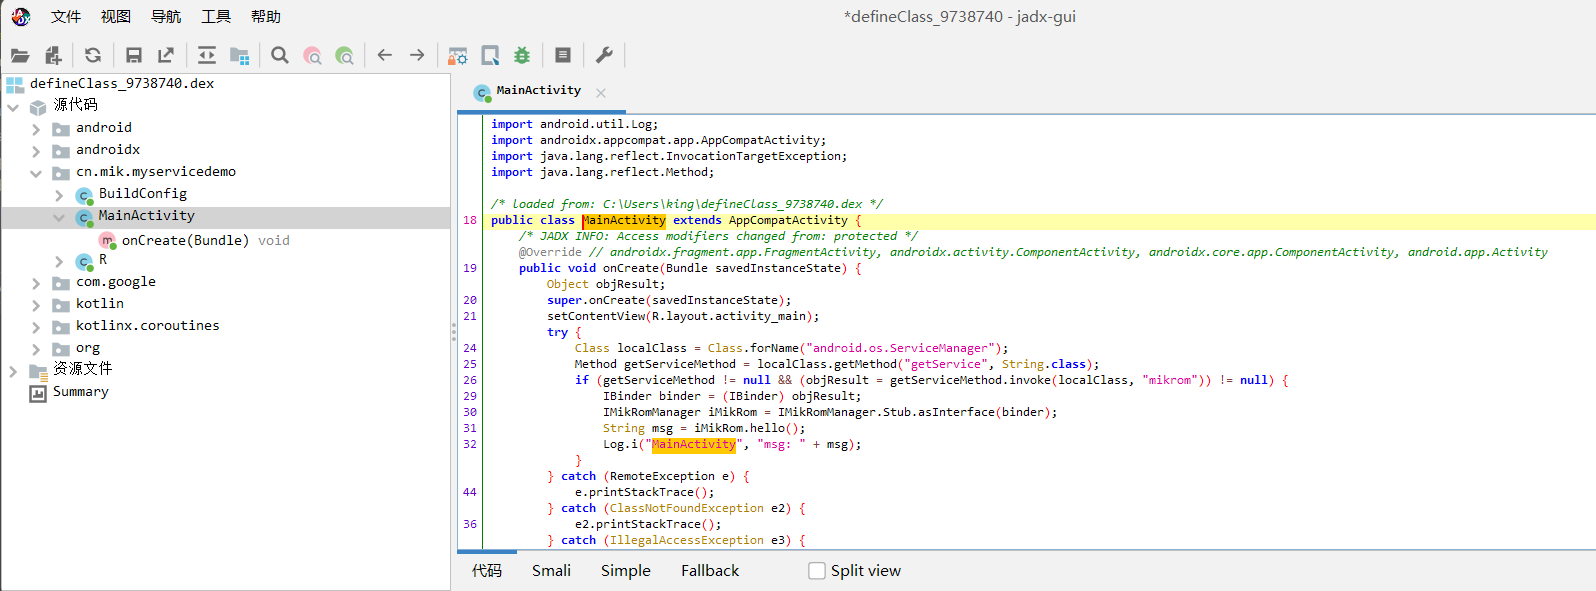 文件 视图 导航 工具 帮助
*defineClass_9738740 - jadx-gui
defineClass_9738740.dex
源代码
android
androidx
cn.mik.myservicedemo
BuildConfig
MainActivity
onCreate(Bundle) void
R
com.google
kotlin
kotlinx.coroutines
org
资源文件
Summary
MainActivity
import android.util.Log;
import androidx.appcompat.app.AppCompatActivity;
import java.lang.reflect.InvocationTargetException;
import java.lang.reflect.Method;
/* loaded from: C:\Users\king\defineClass_9738740.dex */
18 public class MainActivity extends AppCompatActivity {
/* JADX INFO: Access modifiers changed from: protected */
@Override // androidx.fragment.app.FragmentActivity, androidx.activity.ComponentActivity, androidx.core.app.ComponentActivity, android.app.Activity
19 public void onCreate(Bundle savedInstanceState) {
Object objResult;
20 super.onCreate(savedInstanceState);
21 setContentView(R.layout.activity_main);
try {
24 Class localClass = Class.forName("android.os.ServiceManager");
25 Method getServiceMethod = localClass.getMethod("getService", String.class);
26 if (getServiceMethod != null && (objResult = getServiceMethod.invoke(localClass, "mikrom")) != null) {
29 IBinder binder = (IBinder) objResult;
30 IMikRomManager iMikRom = IMikRomManager.Stub.asInterface(binder);
31 String msg = iMikRom.hello();
32 Log.i("MainActivity", "msg: " + msg);
}
} catch (RemoteException e) {
44 e.printStackTrace();
} catch (ClassNotFoundException e2) {
36 e2.printStackTrace();
} catch (IllegalAccessException e3) {
代码 Smali Simple Fallback Split view